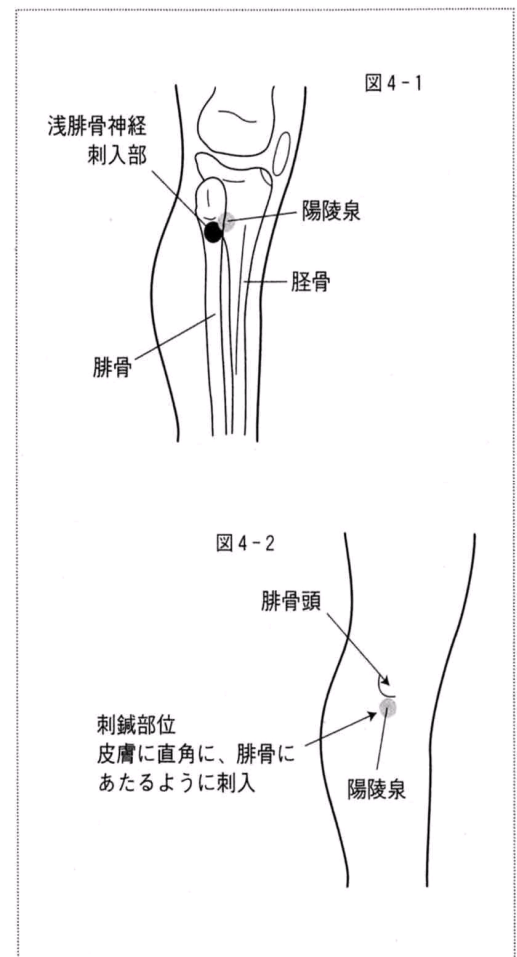 図4-1
浅腓骨神経
刺入部
陽陵泉
脛骨
腓骨
図4-2
腓骨頭
刺鍼部位
皮膚に直角に、腓骨に
あたるように刺入
陽陵泉